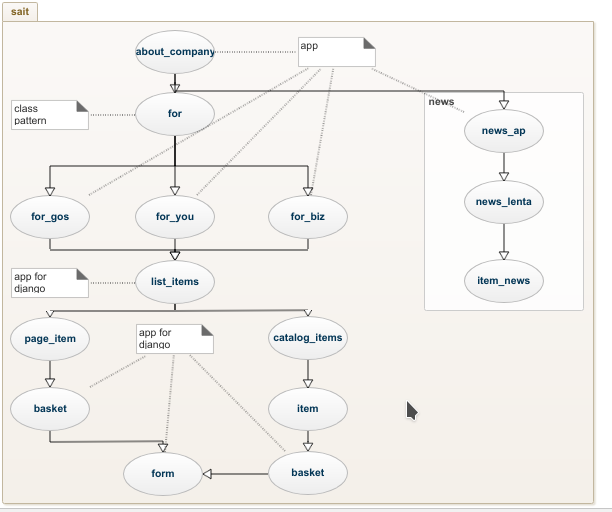 sait
about_company
app
class
pattern
for
news
news_ap
for_gos
for_you
for_biz
news_lenta
app for
django
list_items
item_news
page_item
app for
django
catalog_items
basket
item
form
basket